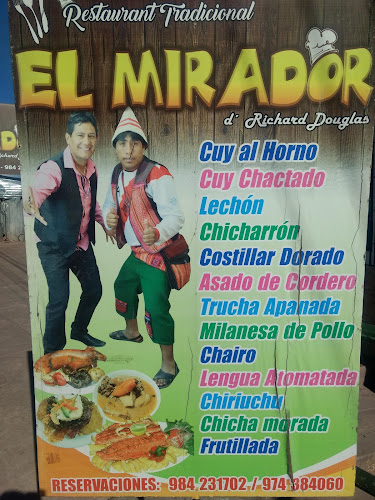 Restaurant Tradicional
EL MIRADOR
d´ Richard Douglas
Cuy al Horno
Cuy Chactado
Lechón
Chicharrón
Costillar Dorado
Asado de Cordero
Trucha Apanada
Milanesa de Pollo
Chairo
Lengua Atomatada
Chiriuchu
Chicha morada
Frutillada
RESERVACIONES: 984 231702 / 974 384060